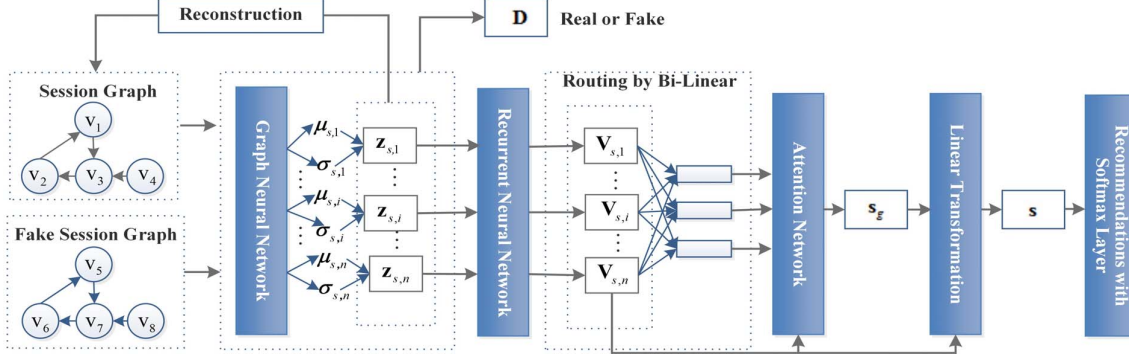 Reconstruction
D
Real or Fake
Session Graph
v1
v2
v3
v4
Fake Session Graph
v5
v6
v7
v8
Graph Neural Network
μs,1
σs,1
μs,i
σs,i
μs,n
σs,n
zs,1
zs,i
zs,n
Recurrent Neural Network
Routing by Bi-Linear
Vs,1
Vs,i
Vs,n
Attention Network
sg
Linear Transformation
s
Recommendations with
Softmax Layer